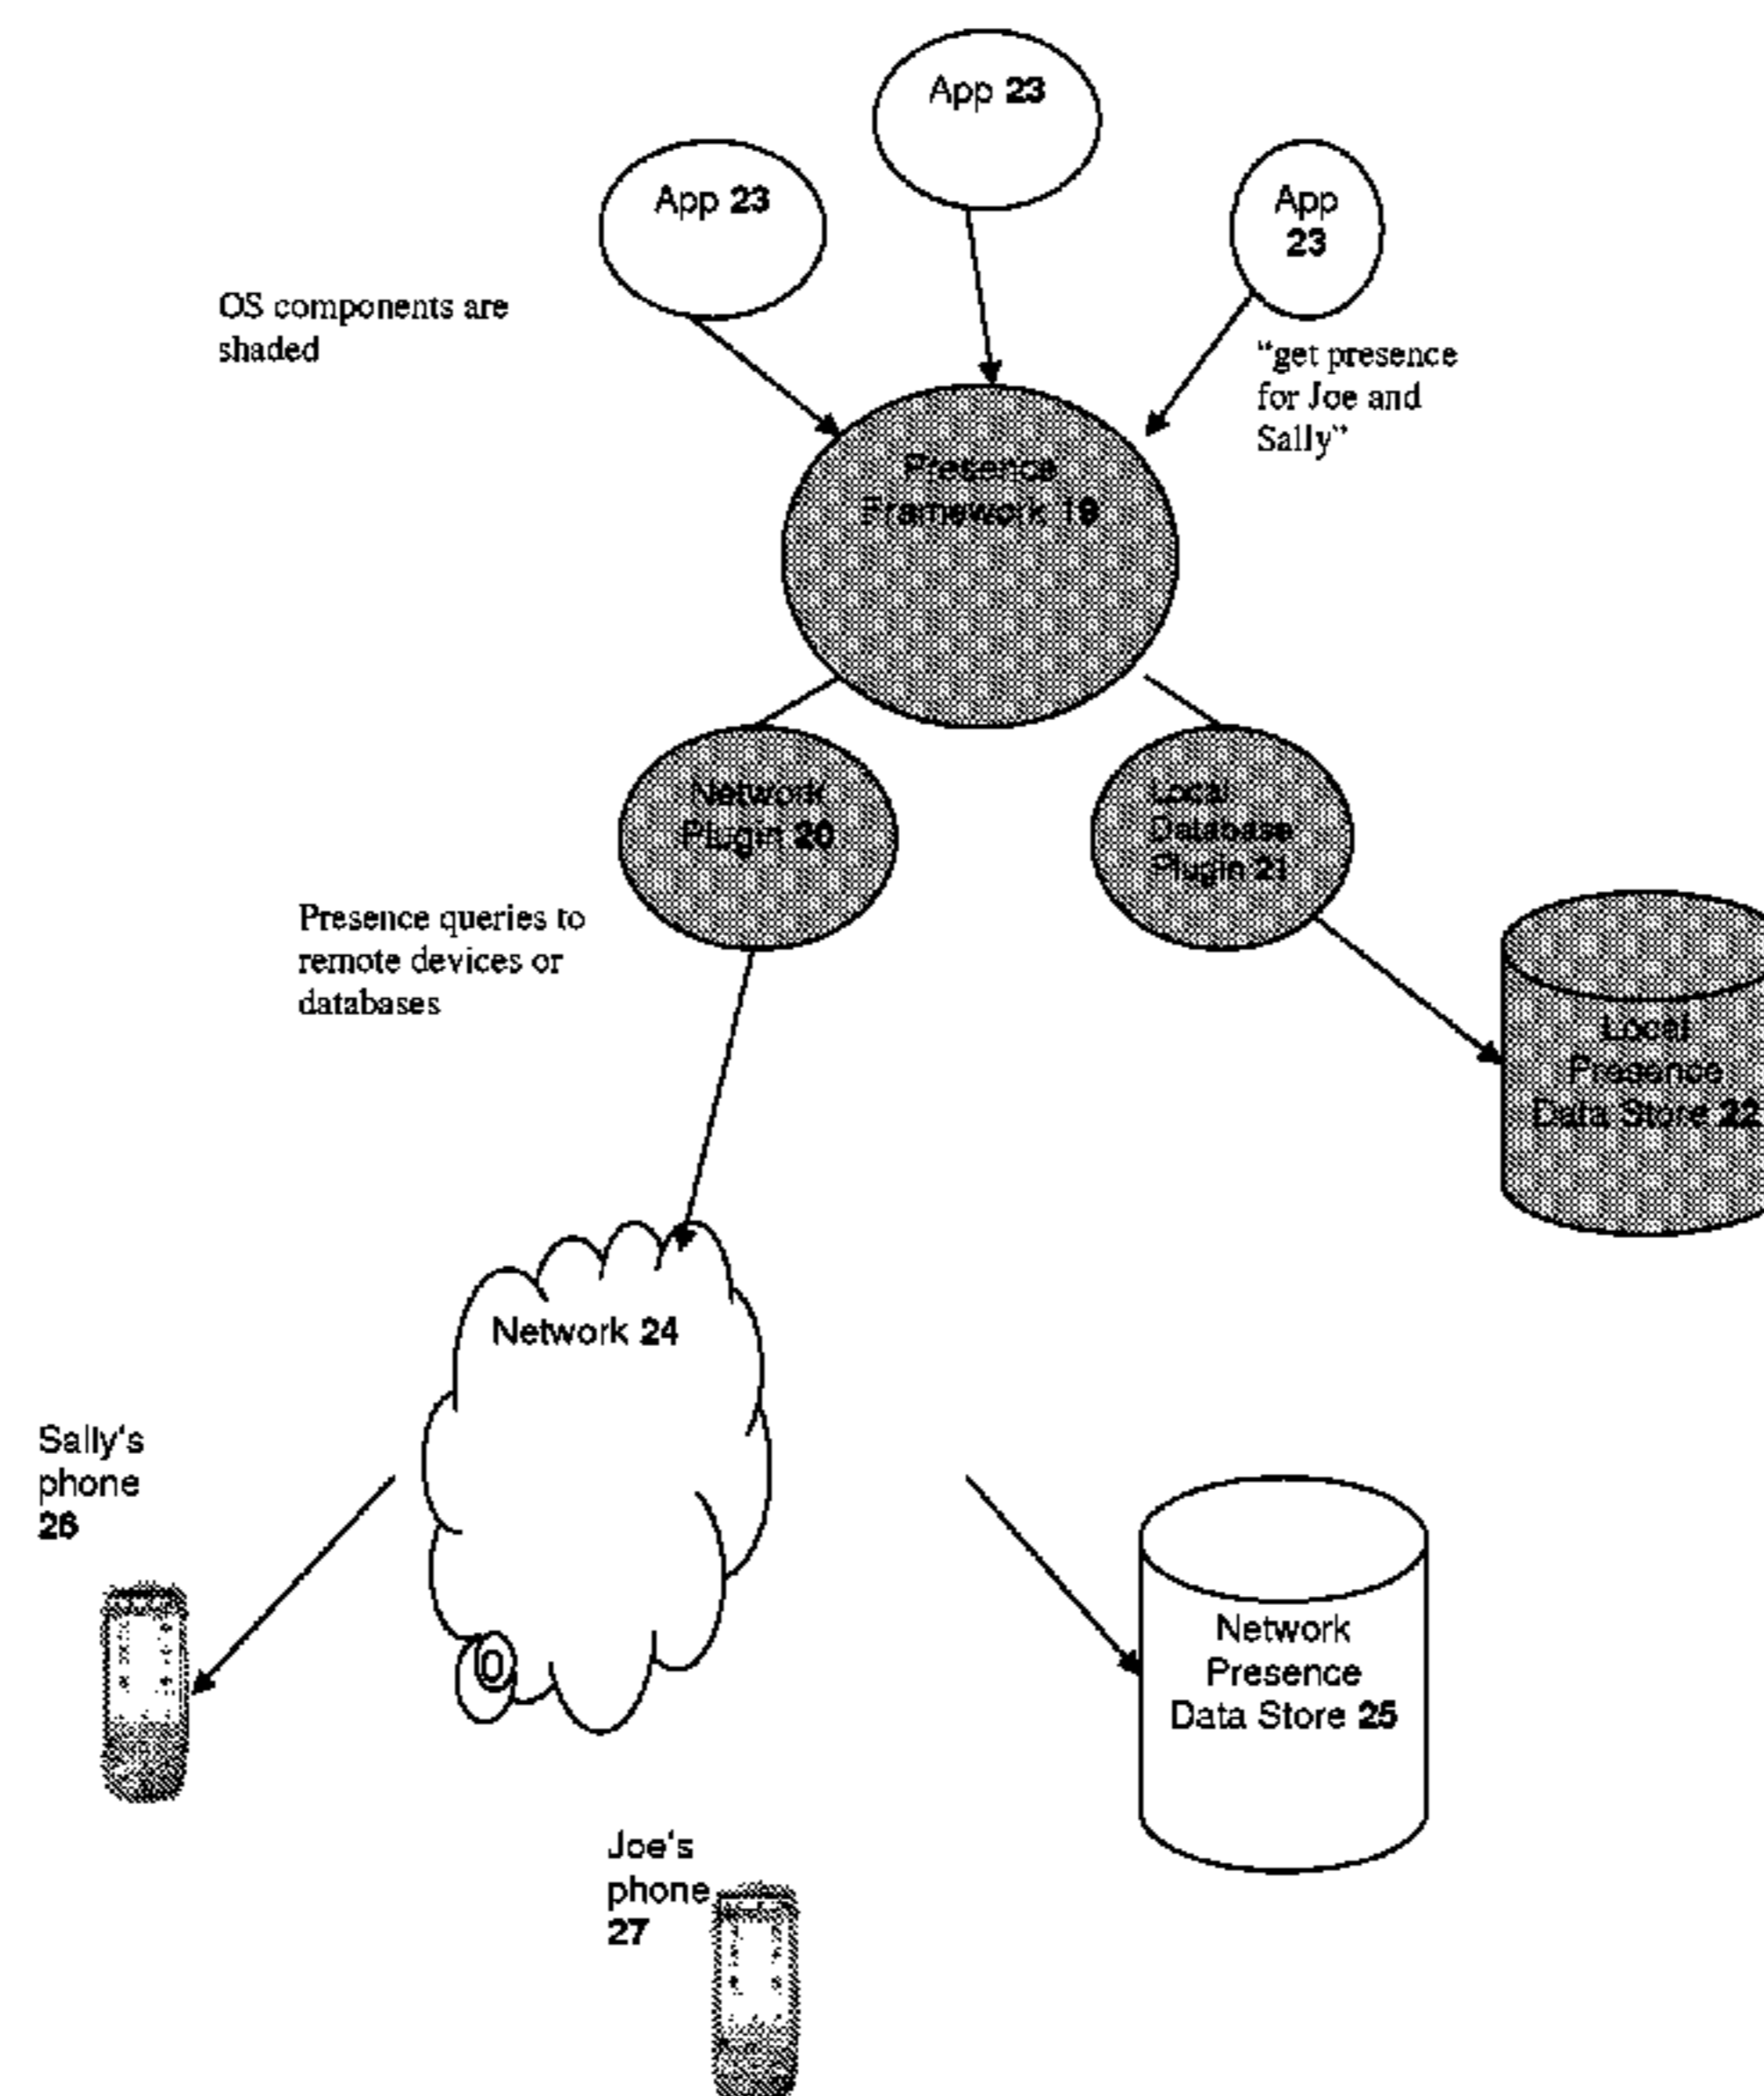 App 23
App 23
App
23
OS components are
shaded
“get presence
for Joe and
Sally”
Presence
Framework 19
Network
Plugin 20
Local
Database
Plugin 21
Presence queries to
remote devices or
databases
Local
Presence
Data Store 22
Network 24
Sally's
phone
26
Network
Presence
Data Store 25
Joe's
phone
27